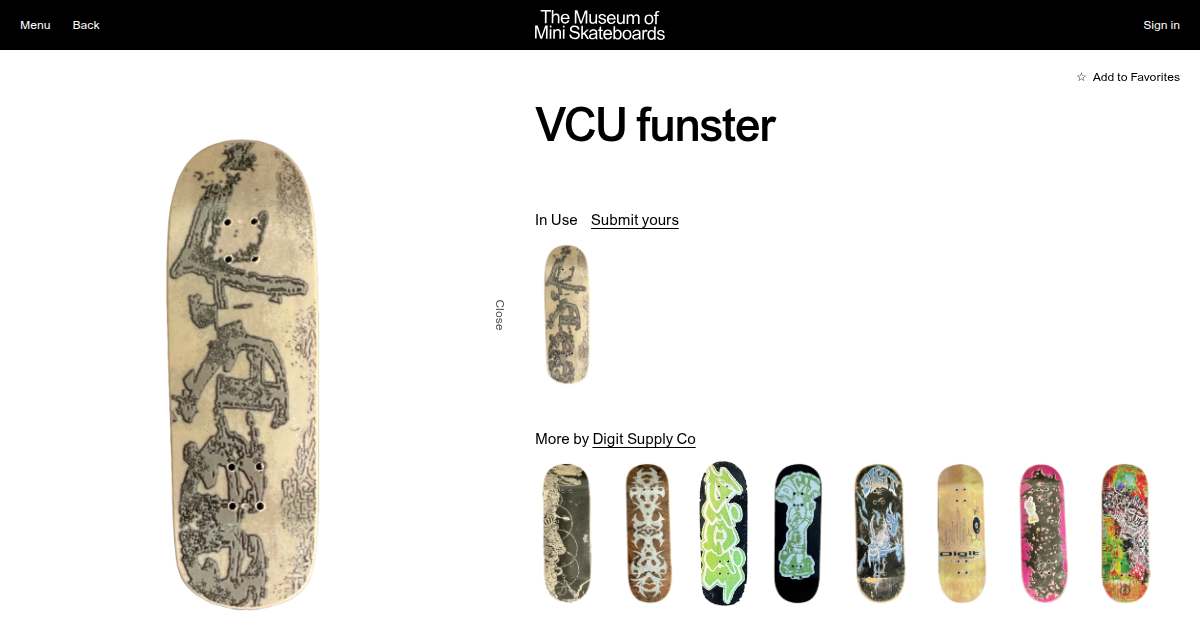 Menu
Back
The Museum of
Mini Skateboards
Sign in
☆ Add to Favorites
VCU funster
In Use
Submit yours
Close
More by Digit Supply Co
Digit